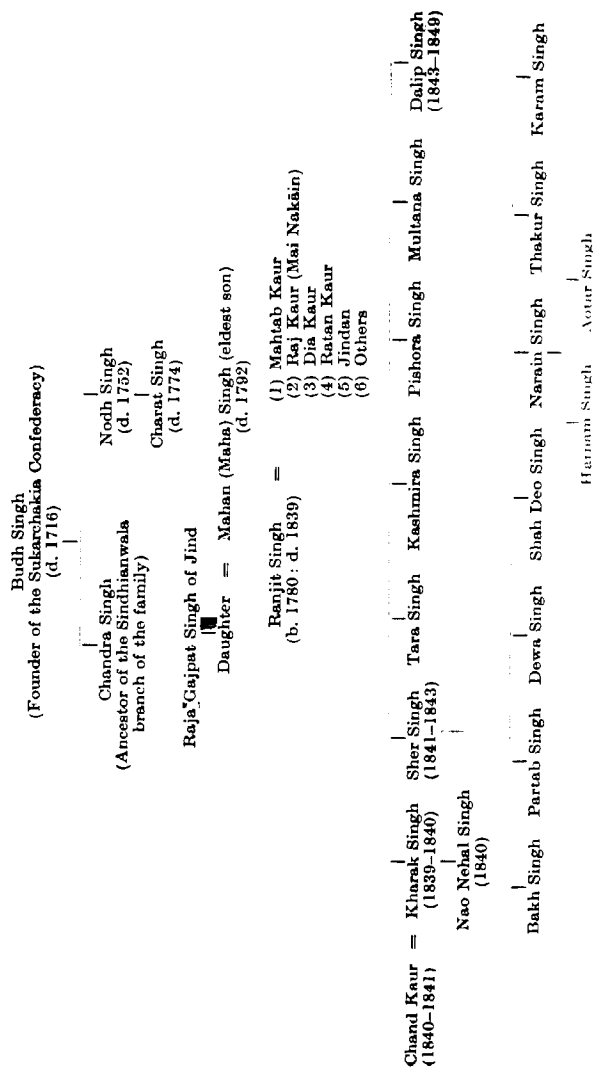 Budh Singh
(Founder of the Sukarchakia Confederacy)
(d. 1716)
Chandra Singh
(Ancestor of the Sindhianwala
branch of the family)
Nodh Singh
(d. 1752)
Charat Singh
(d. 1774)
Raja Gajpat Singh of Jind
Daughter = Mahan (Maha) Singh (eldest son)
(d. 1792)
Ranjit Singh =
(b. 1780 : d. 1839)
(1) Mahtab Kaur
(2) Raj Kaur (Mai Nakāin)
(3) Dia Kaur
(4) Ratan Kaur
(5) Jindan
(6) Others
Chand Kaur = Kharak Singh Sher Singh Tara Singh Kashmira Singh Pishora Singh Multana Singh Dalip Singh
(1840–1841) (1839–1840) (1841–1843) (1843–1849)
Nao Nehal Singh
(1840)
Bakh Singh Partab Singh Dewa Singh Shah Deo Singh Narain Singh Thakur Singh Karam Singh
Harnam Singh Singh